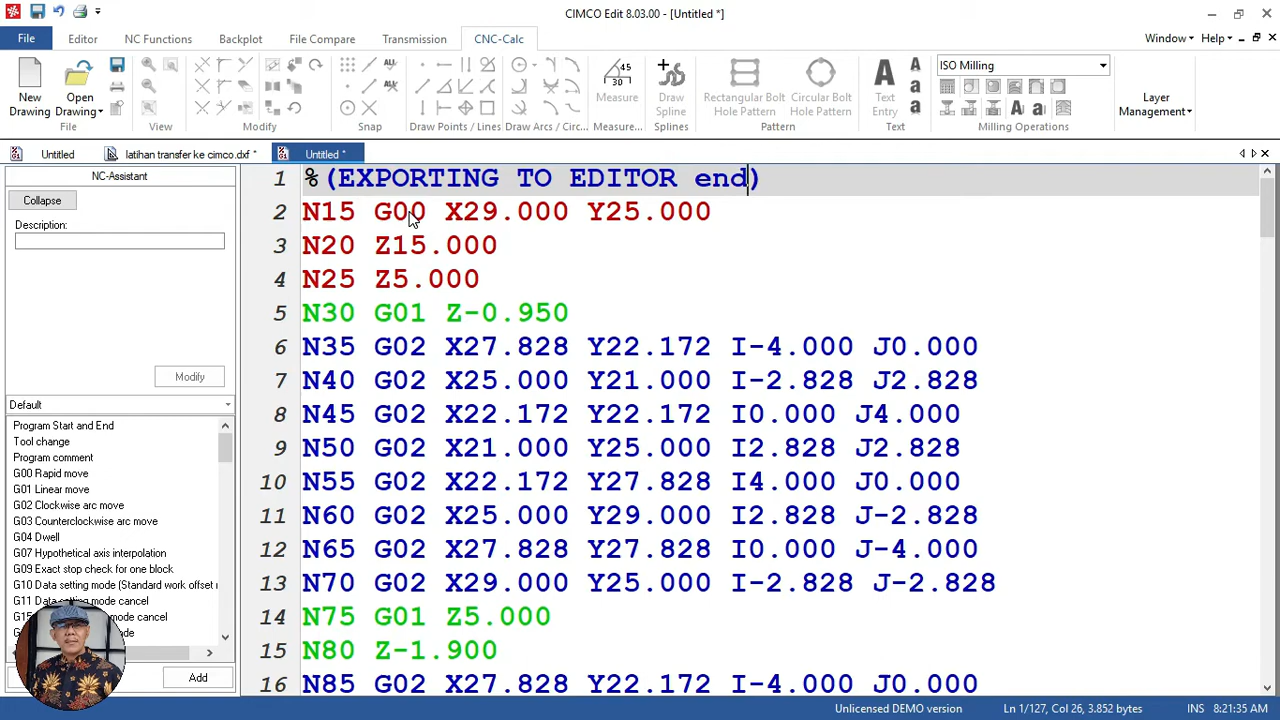 CIMCO Edit 8.03.00 - [Untitled *]
File Editor NC Functions Backplot File Compare Transmission CNC-Calc Window Help
New Drawing
Open Drawing
File
View
Modify
Snap
Draw Points / Lines
Draw Arcs / Circ...
45
30
Measure
Measure...
Draw Spline
Splines
Rectangular Bolt Hole Pattern
Circular Bolt Hole Pattern
Pattern
Text Entry
Text
ISO Milling
Milling Operations
Layer Management
Untitled
latihan transfer ke cimco.dxf *
Untitled *
NC-Assistant
Collapse
Description:
Modify
Default
Program Start and End
Tool change
Program comment
G00 Rapid move
G01 Linear move
G02 Clockwise arc move
G03 Counterclockwise arc move
G04 Dwell
G07 Hypothetical axis interpolation
G09 Exact stop check for one block
G10 Data setting mode (Standard work offset
G11 Data setting mode cancel
mode cancel
Add
1 %(EXPORTING TO EDITOR end)
2 N15 G00 X29.000 Y25.000
3 N20 Z15.000
4 N25 Z5.000
5 N30 G01 Z-0.950
6 N35 G02 X27.828 Y22.172 I-4.000 J0.000
7 N40 G02 X25.000 Y21.000 I-2.828 J2.828
8 N45 G02 X22.172 Y22.172 I0.000 J4.000
9 N50 G02 X21.000 Y25.000 I2.828 J2.828
10 N55 G02 X22.172 Y27.828 I4.000 J0.000
11 N60 G02 X25.000 Y29.000 I2.828 J-2.828
12 N65 G02 X27.828 Y27.828 I0.000 J-4.000
13 N70 G02 X29.000 Y25.000 I-2.828 J-2.828
14 N75 G01 Z5.000
15 N80 Z-1.900
16 N85 G02 X27.828 Y22.172 I-4.000 J0.000
Unlicensed DEMO version
Ln 1/127, Col 26, 3.852 bytes
INS
8:21:35 AM